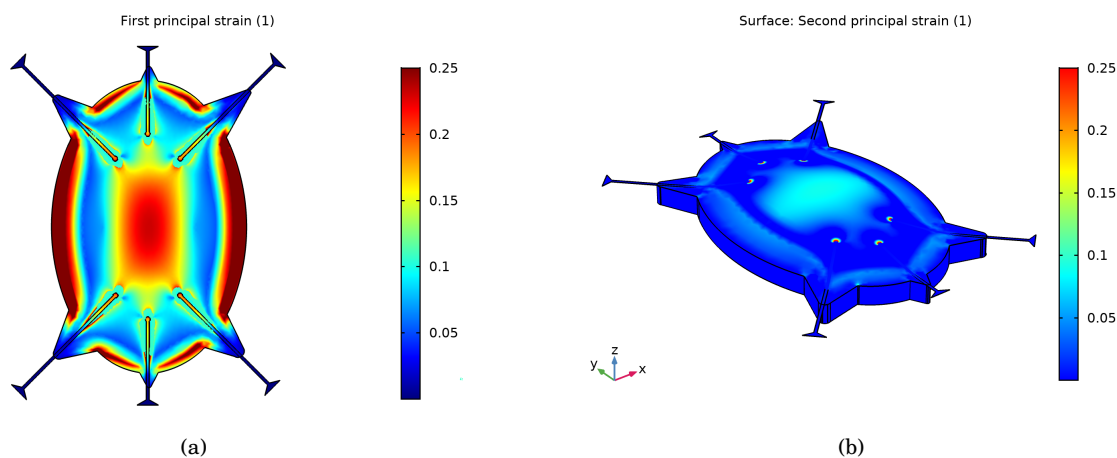 First principal strain (1)
0.25
0.2
0.15
0.1
0.05
(a)
Surface: Second principal strain (1)
0.25
0.2
0.15
0.1
0.05
z
y
x
(b)